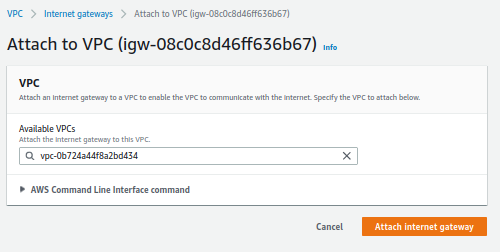 VPC > Internet gateways > Attach to VPC (igw-08c0c8d46ff636b67)
Attach to VPC (igw-08c0c8d46ff636b67) Info
VPC
Attach an internet gateway to a VPC to enable the VPC to communicate with the internet. Specify the VPC to attach below.
Available VPCs
Attach the internet gateway to this VPC.
vpc-0b724a44f8a2bd434
AWS Command Line Interface command
Cancel Attach internet gateway